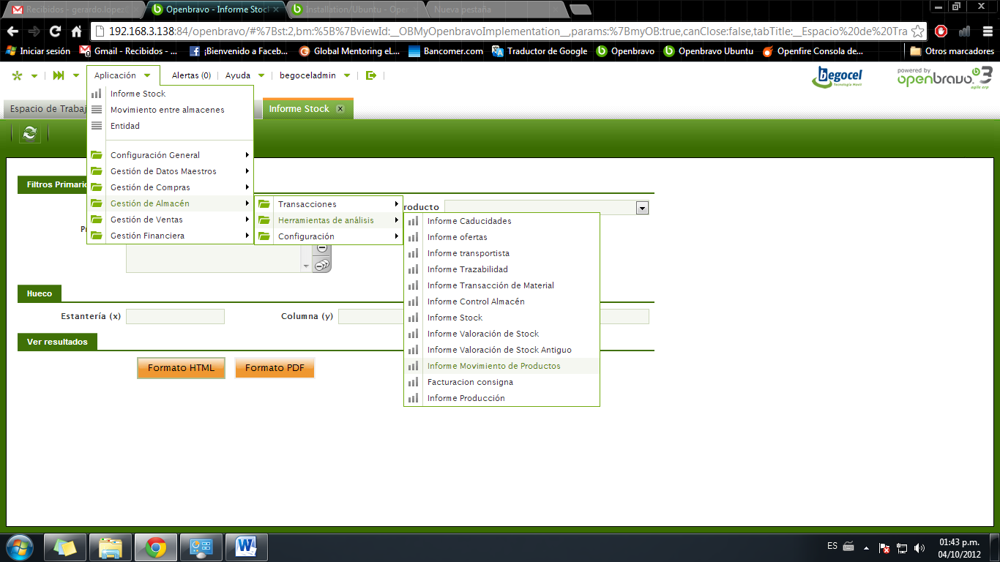 Recibidos - gerardo.lopez
Openbravo - Informe Stock
Installation/Ubuntu - Open
Nueva pestaña
192.168.3.138:84/openbravo/#%7Bst:2,bm:%5B%7BviewId:__OBMyOpenbravoImplementation__,params:%7BmyOB:true,canClose:false,tabTitle:__Espacio%20de%20Tra
Iniciar sesión
Gmail - Recibidos - ...
¡Bienvenido a Faceb...
Global Mentoring eL...
Bancomer.com
Traductor de Google
Openbravo
Openbravo Ubuntu
Openfire Consola de...
Otros marcadores
Aplicación
Alertas (0)
Ayuda
begoceladmin
begocel
Tecnología Móvil
powered by
openbravo 3
agile erp
Espacio de Trabaj
Informe Stock
Informe Stock
Movimiento entre almacenes
Entidad
Configuración General
Gestión de Datos Maestros
Gestión de Compras
Gestión de Almacén
Gestión de Ventas
Gestión Financiera
Transacciones
Herramientas de análisis
Configuración
Informe Caducidades
Informe ofertas
Informe transportista
Informe Trazabilidad
Informe Transacción de Material
Informe Control Almacén
Informe Stock
Informe Valoración de Stock
Informe Valoración de Stock Antiguo
Informe Movimiento de Productos
Facturacion consigna
Informe Producción
Filtros Primario
roducto
P
Hueco
Estantería (x)
Columna (y)
Ver resultados
Formato HTML
Formato PDF
ES
01:43 p.m.
04/10/2012